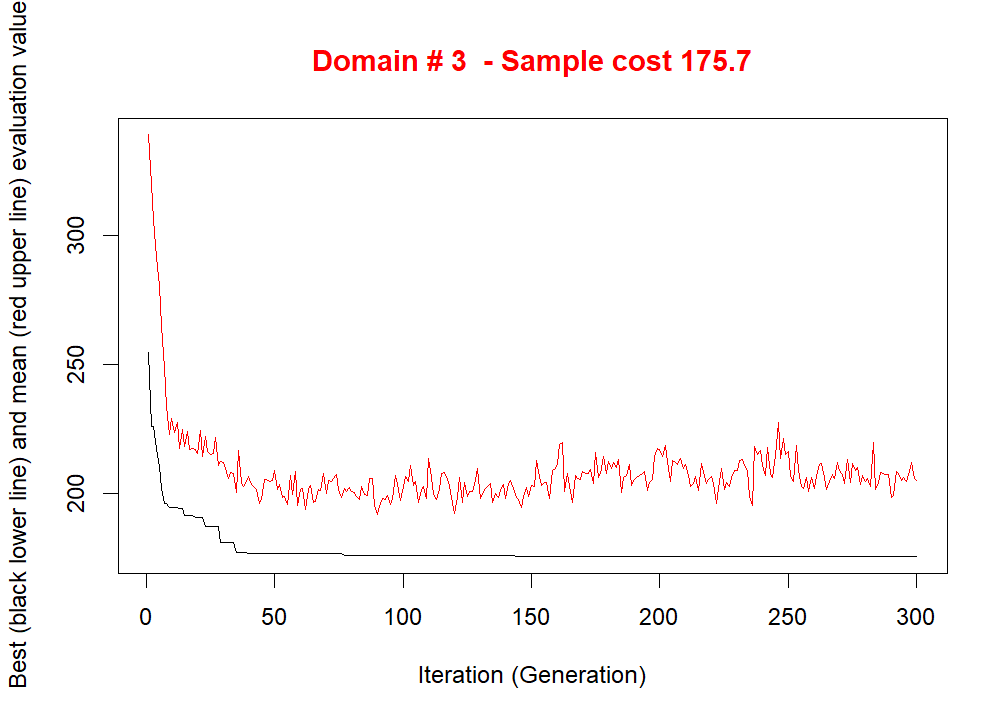 Domain # 3  - Sample cost 175.7
Best (black lower line) and mean (red upper line) evaluation value
300
250
200
0 50 100 150 200 250 300
Iteration (Generation)